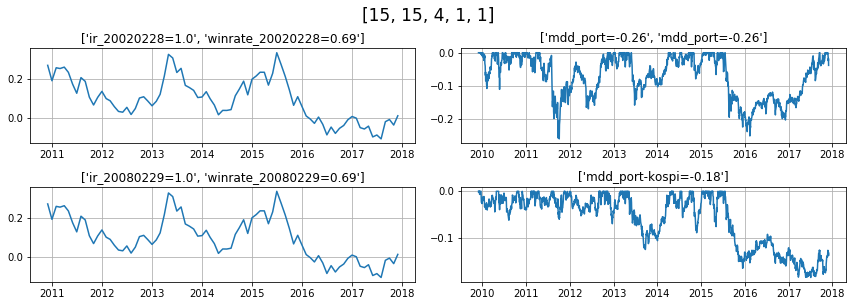 [15, 15, 4, 1, 1]
['ir_20020228=1.0', 'winrate_20020228=0.69']
0.2
0.0
2011 2012 2013 2014 2015 2016 2017 2018
['mdd_port=-0.26', 'mdd_port=-0.26']
0.0
−0.1
−0.2
2010 2011 2012 2013 2014 2015 2016 2017 2018
['ir_20080229=1.0', 'winrate_20080229=0.69']
0.2
0.0
2011 2012 2013 2014 2015 2016 2017 2018
['mdd_port-kospi=-0.18']
0.0
−0.1
2010 2011 2012 2013 2014 2015 2016 2017 2018